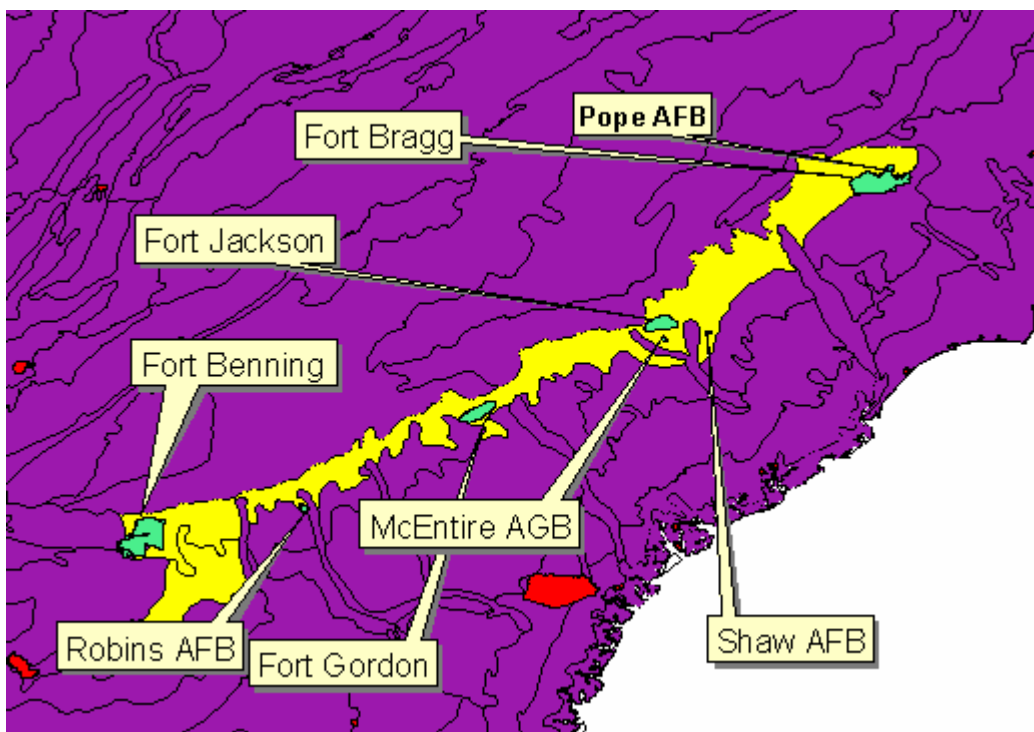 Pope AFB
Fort Bragg
Fort Jackson
Fort Benning
McEntire AGB
Robins AFB
Fort Gordon
Shaw AFB